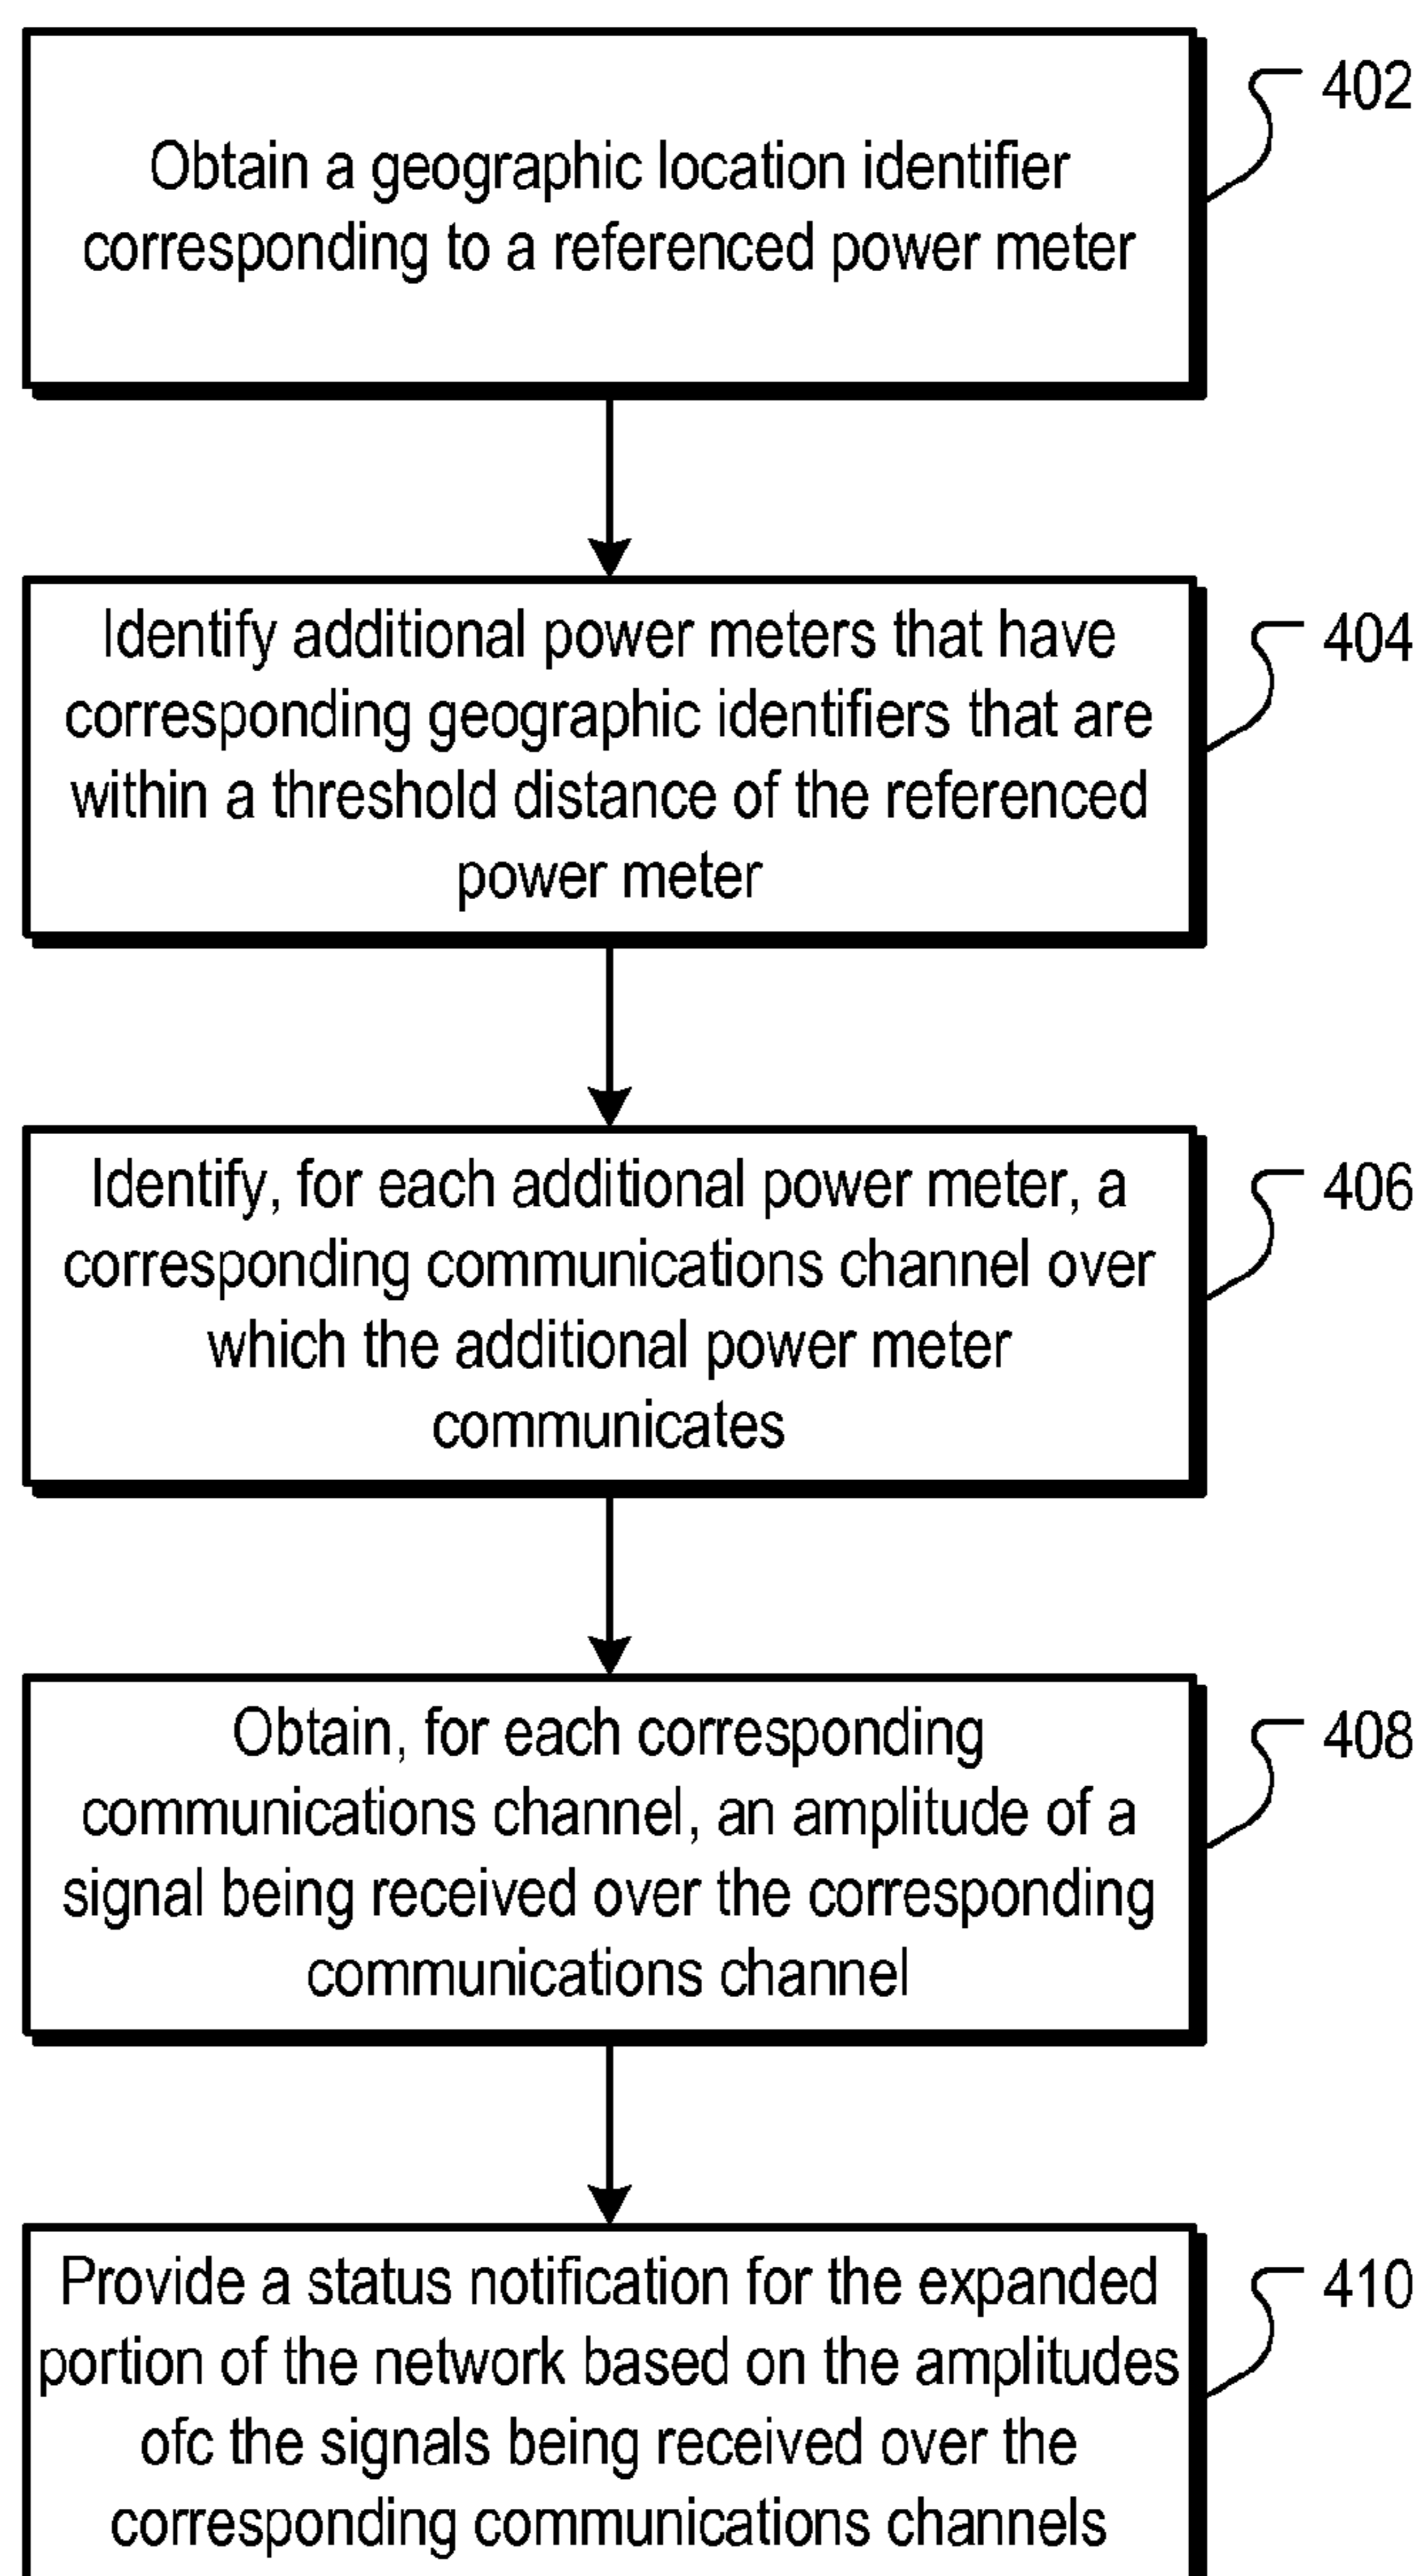 Obtain a geographic location identifier
corresponding to a referenced power meter
402
Identify additional power meters that have
corresponding geographic identifiers that are
within a threshold distance of the referenced
power meter
404
Identify, for each additional power meter, a
corresponding communications channel over
which the additional power meter
communicates
406
Obtain, for each corresponding
communications channel, an amplitude of a
signal being received over the corresponding
communications channel
408
Provide a status notification for the expanded
portion of the network based on the amplitudes
ofc the signals being received over the
corresponding communications channels
410